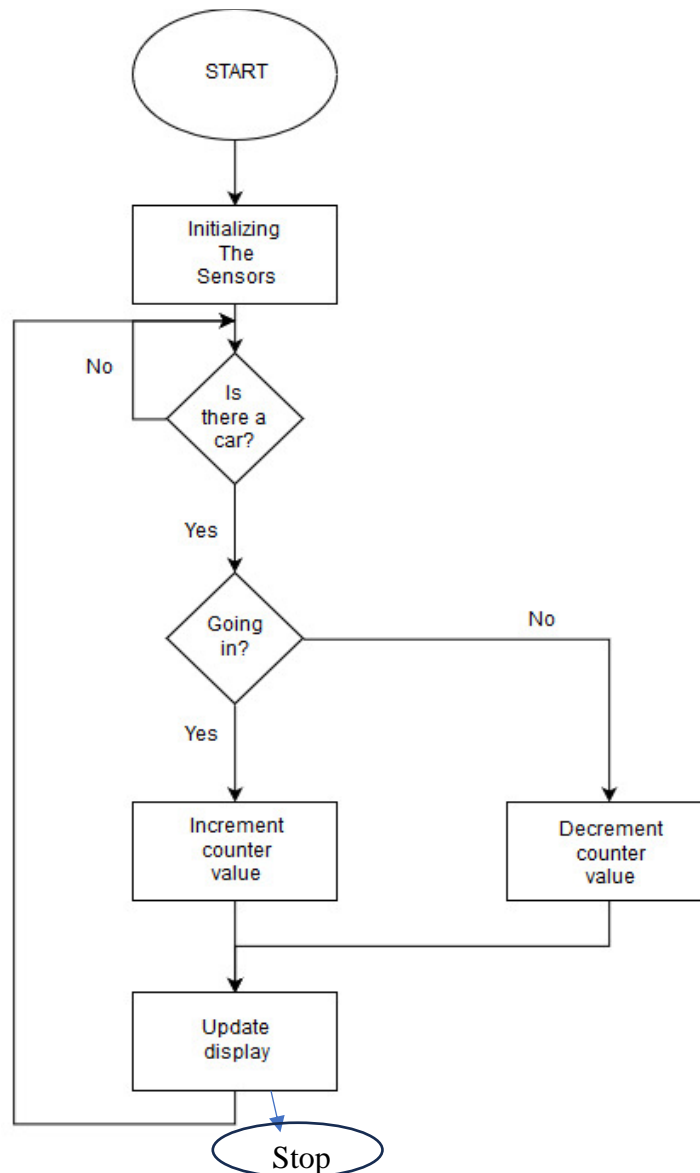 START
Initializing
The
Sensors
No
Is
there a
car?
Yes
Going
in?
No
Yes
Increment
counter
value
Decrement
counter
value
Update
display
Stop